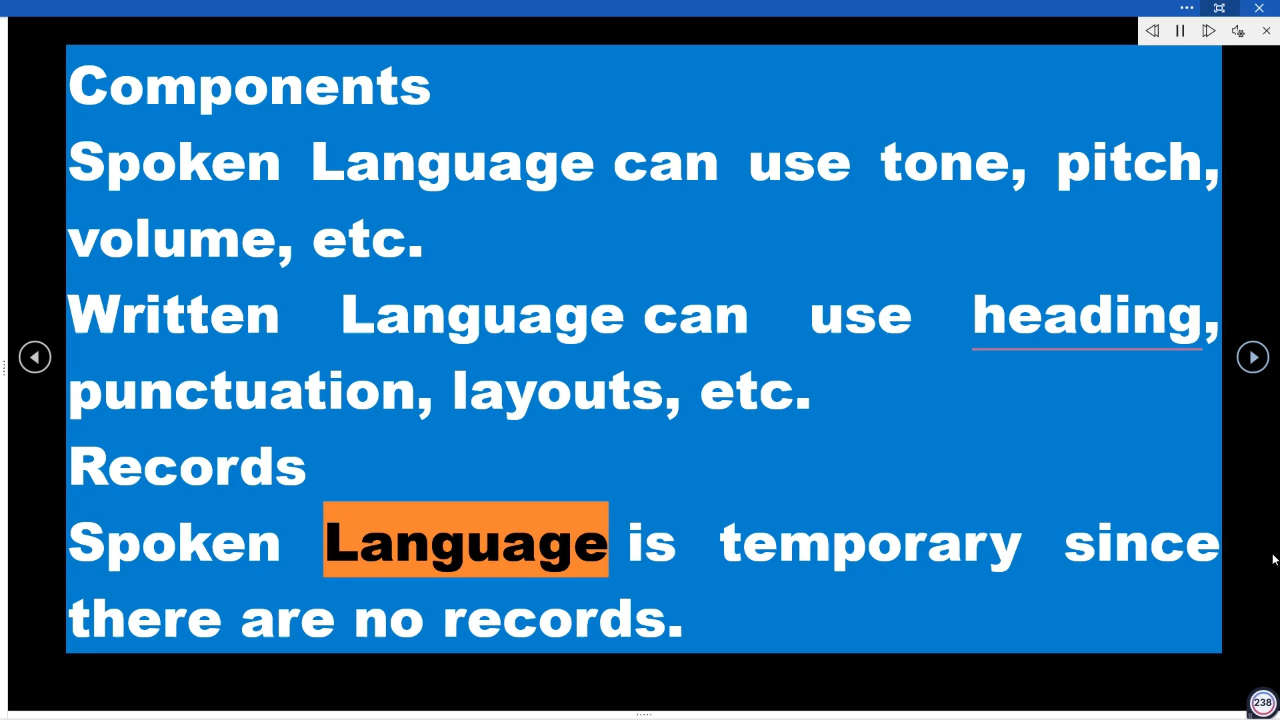 Components
Spoken Language can use tone, pitch,
volume, etc.
Written Language can use heading,
punctuation, layouts, etc.
Records
Spoken Language is temporary since
there are no records.
238